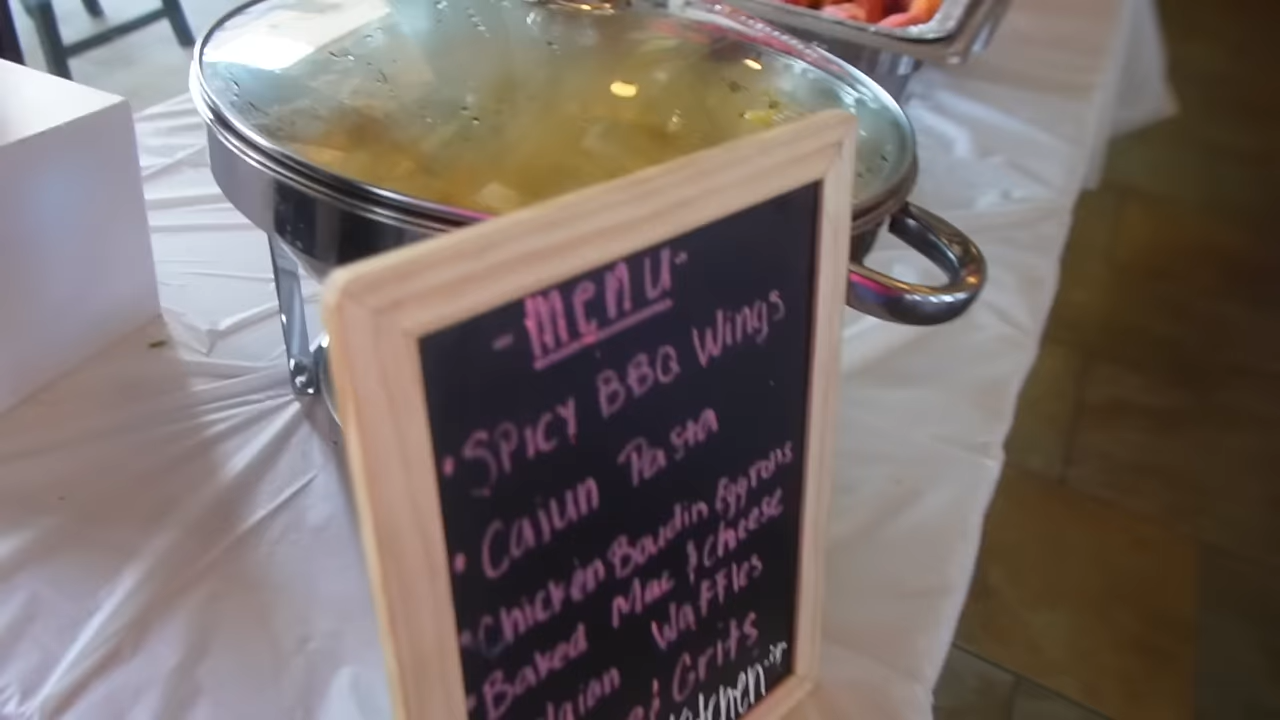 - Menu -
• Spicy BBQ Wings
• Cajun Pasta
• Chicken Boudin Eggrolls
• Baked Mac & Cheese
Waffles
& Grits